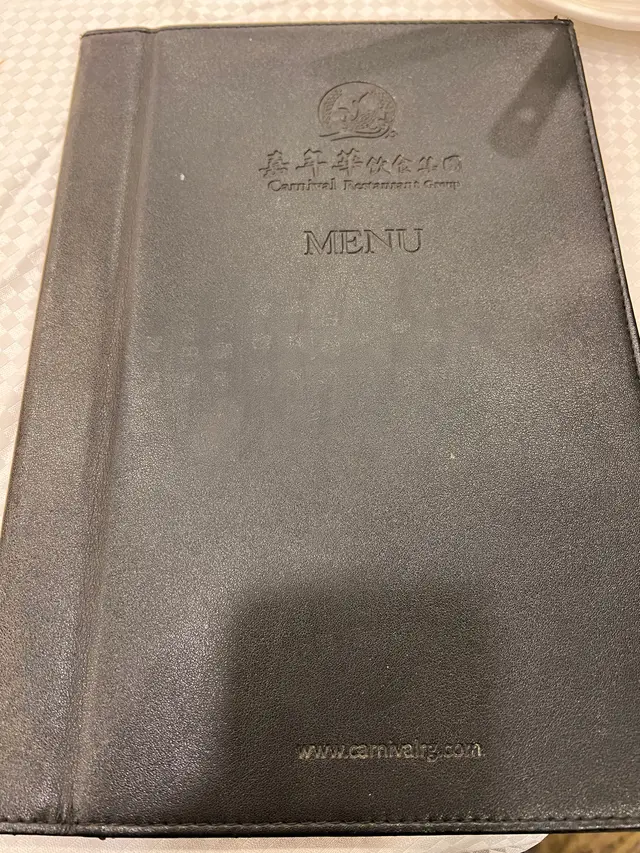 嘉年華飲食集團
Carnival Restaurant Group
MENU
www.carnivalrg.com